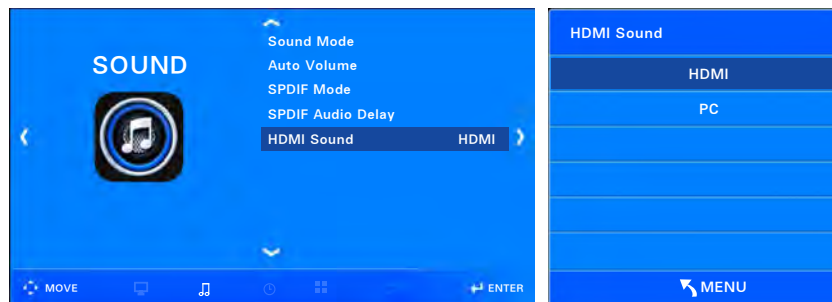 SOUND
Sound Mode
Auto Volume
SPDIF Mode
SPDIF Audio Delay
HDMI Sound HDMI
MOVE
ENTER
HDMI Sound
HDMI
PC
MENU